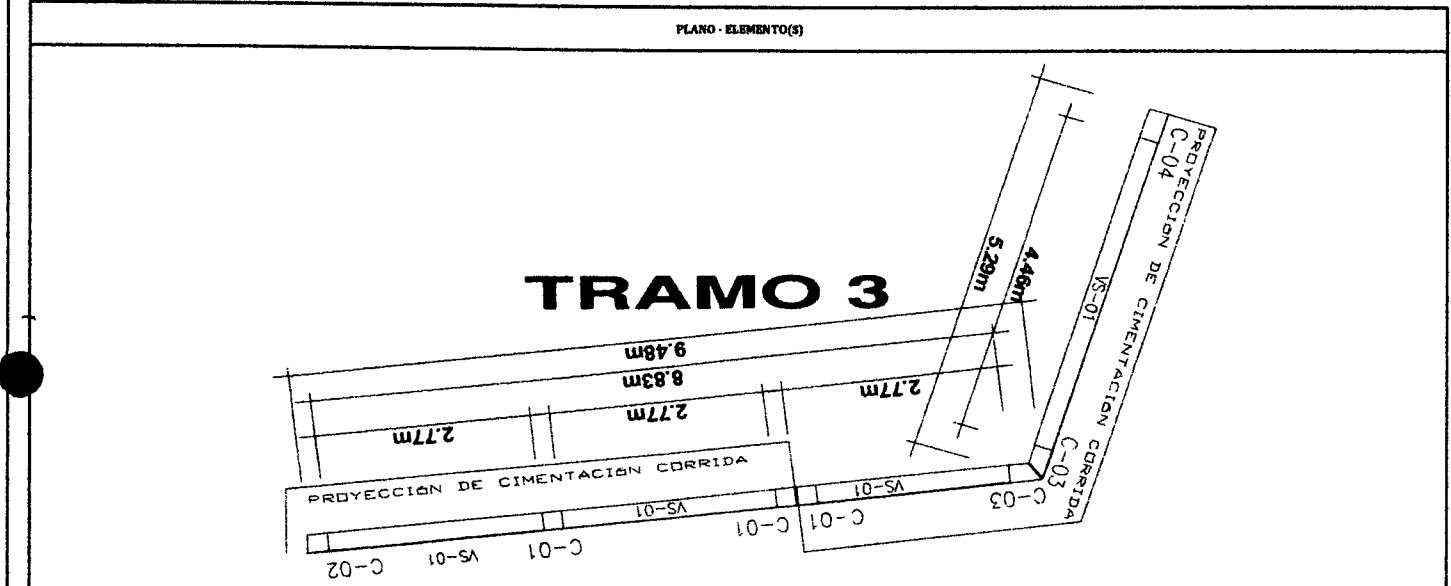 PLANO - ELEMENTO(S)
PROYECCION DE CIMENTACION CORRIDA
C-04
VS-01
C-03
5.29m
4.46m
TRAMO 3
9.48m
8.83m
2.77m
2.77m
2.77m
PROYECCION DE CIMENTACION CORRIDA
C-02
VS-01
C-01
VS-01
C-01
C-01
VS-01
C-03